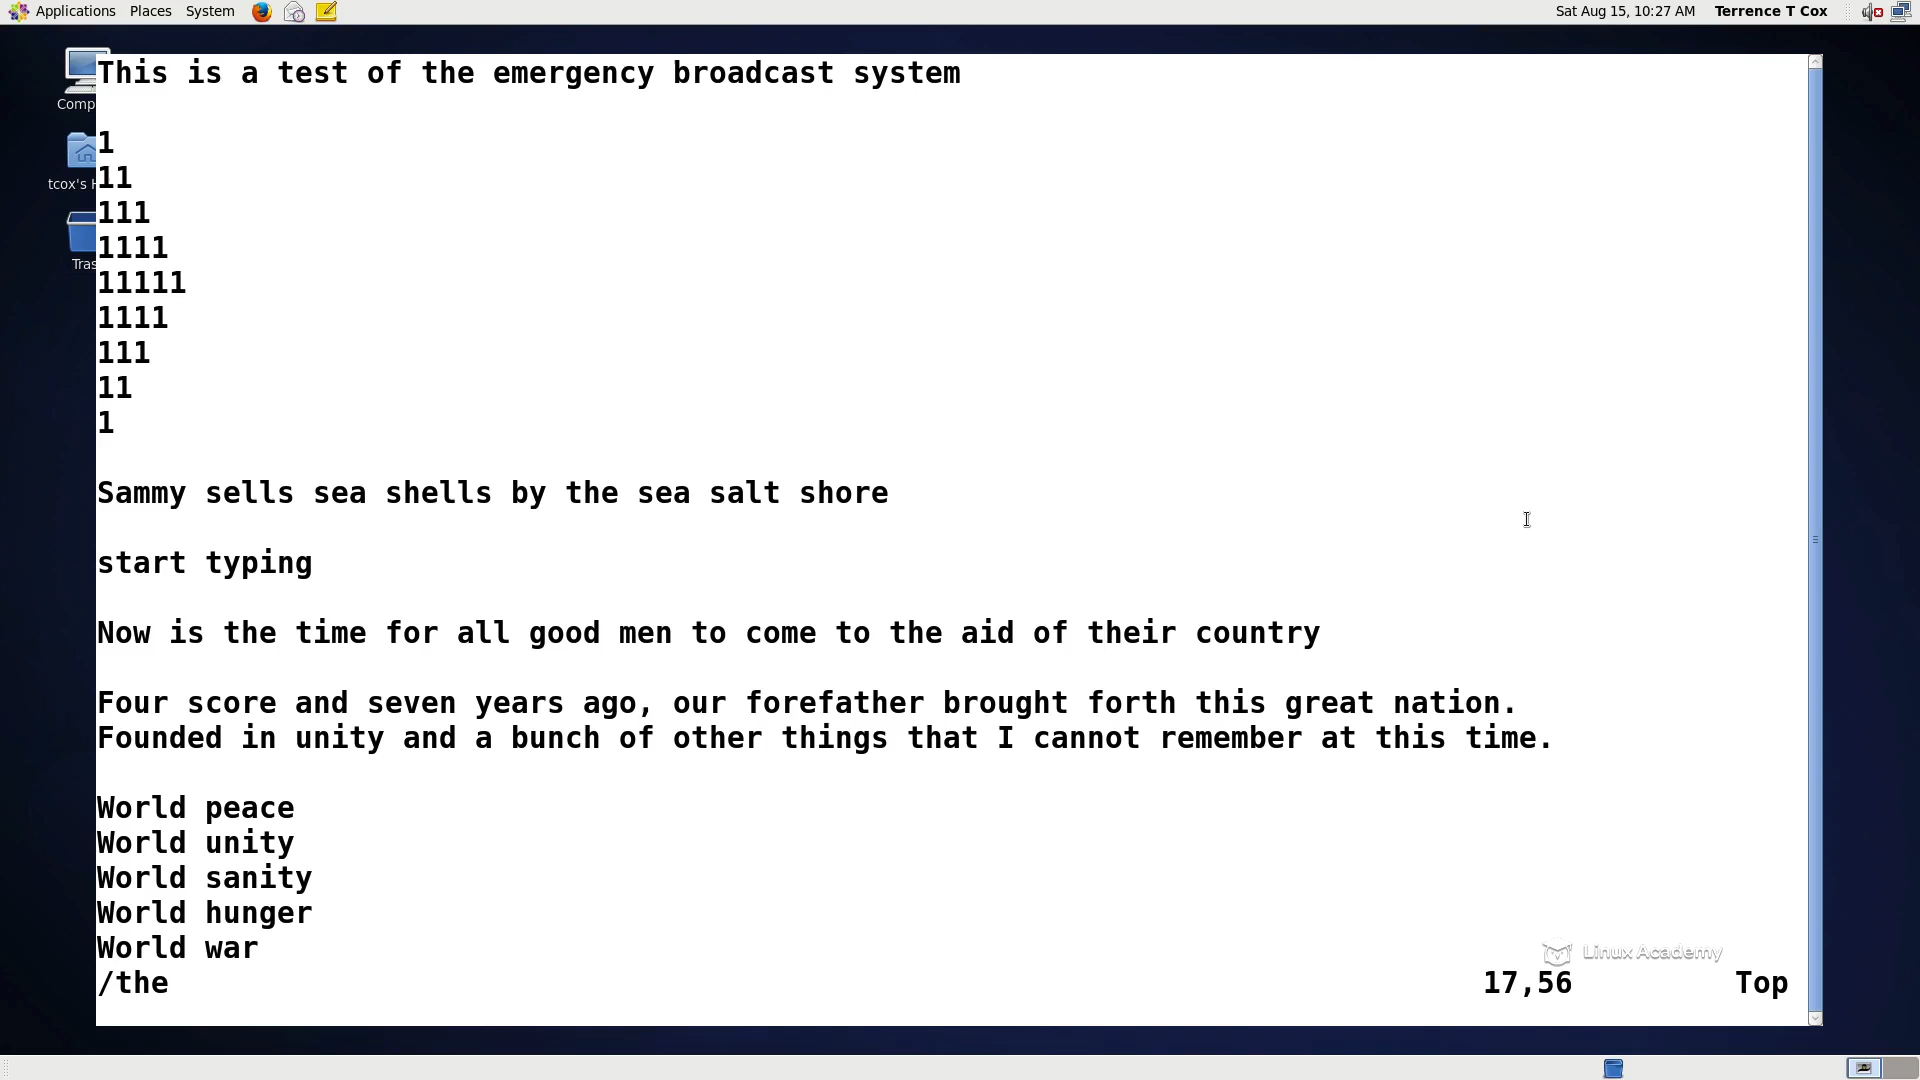 Applications Places System Sat Aug 15, 10:27 AM Terrence T Cox
This is a test of the emergency broadcast system
Comp
1
tcox's H
11
111
1111
Tras
11111
1111
111
11
1
Sammy sells sea shells by the sea salt shore
start typing
Now is the time for all good men to come to the aid of their country
Four score and seven years ago, our forefather brought forth this great nation.
Founded in unity and a bunch of other things that I cannot remember at this time.
World peace
World unity
World sanity
World hunger
World war
Linux Academy
/the 17,56 Top